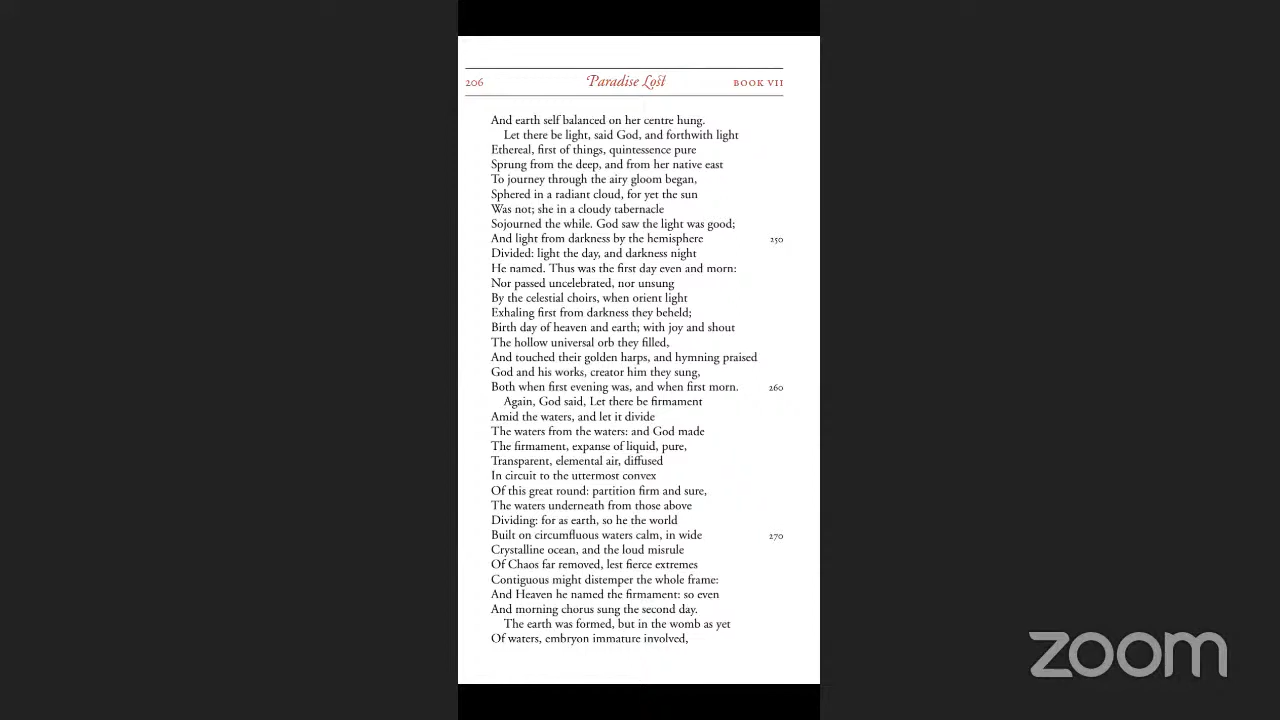 206 Paradise Lost BOOK VII
And earth self balanced on her centre hung.
Let there be light, said God, and forthwith light
Ethereal, first of things, quintessence pure
Sprung from the deep, and from her native east
To journey through the airy gloom began,
Sphered in a radiant cloud, for yet the sun
Was not; she in a cloudy tabernacle
Sojourned the while. God saw the light was good;
And light from darkness by the hemisphere 250
Divided: light the day, and darkness night
He named. Thus was the first day even and morn:
Nor passed uncelebrated, nor unsung
By the celestial choirs, when orient light
Exhaling first from darkness they beheld;
Birth day of heaven and earth; with joy and shout
The hollow universal orb they filled,
And touched their golden harps, and hymning praised
God and his works, creator him they sung,
Both when first evening was, and when first morn. 260
Again, God said, Let there be firmament
Amid the waters, and let it divide
The waters from the waters: and God made
The firmament, expanse of liquid, pure,
Transparent, elemental air, diffused
In circuit to the uttermost convex
Of this great round: partition firm and sure,
The waters underneath from those above
Dividing: for as earth, so he the world
Built on circumfluous waters calm, in wide 270
Crystalline ocean, and the loud misrule
Of Chaos far removed, lest fierce extremes
Contiguous might distemper the whole frame:
And Heaven he named the firmament: so even
And morning chorus sung the second day.
The earth was formed, but in the womb as yet
Of waters, embryon immature involved,
zoom